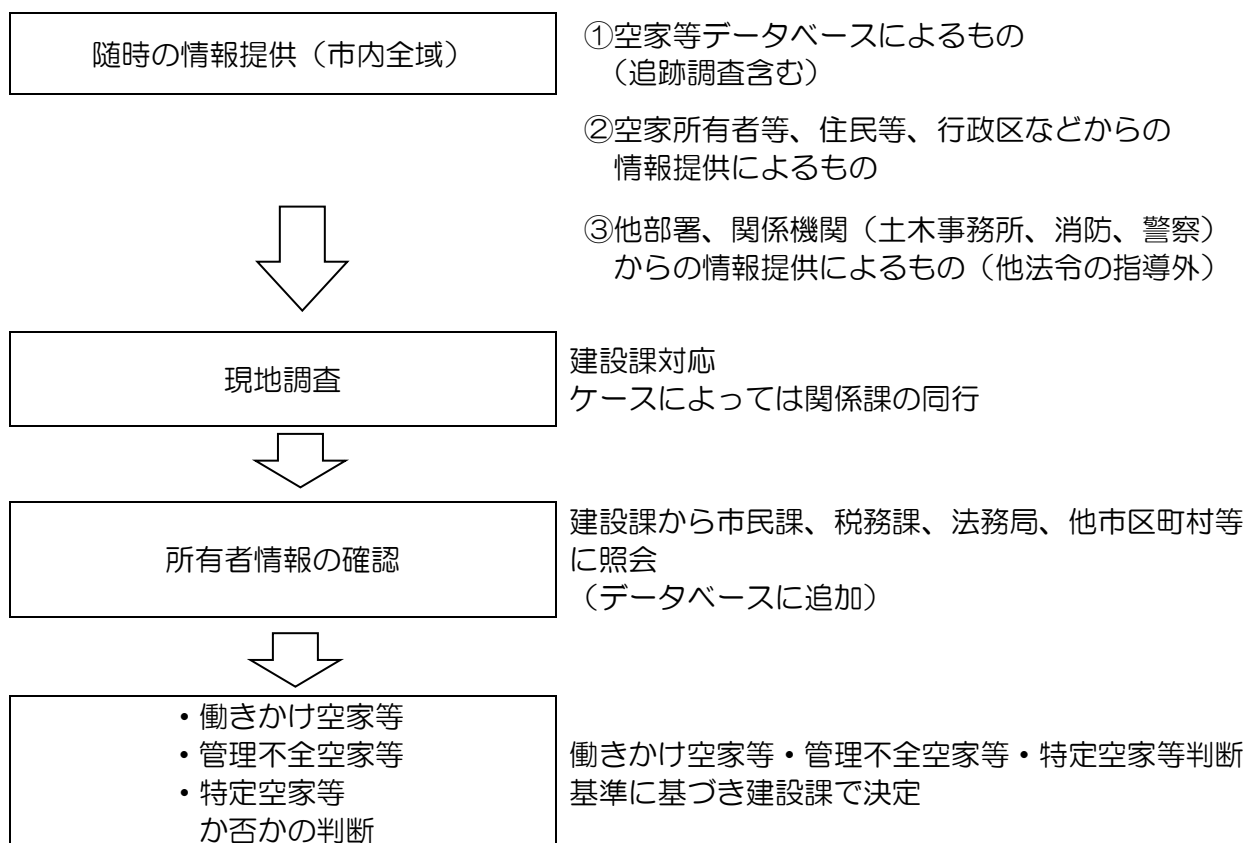 随時の情報提供（市内全域）
①空家等データベースによるもの
（追跡調査含む）
②空家所有者等、住民等、行政区などからの
情報提供によるもの
③他部署、関係機関（土木事務所、消防、警察）
からの情報提供によるもの（他法令の指導外）
現地調査
建設課対応
ケースによっては関係課の同行
所有者情報の確認
建設課から市民課、税務課、法務局、他市区町村等
に照会
（データベースに追加）
・働きかけ空家等
・管理不全空家等
・特定空家等
か否かの判断
働きかけ空家等・管理不全空家等・特定空家等判断
基準に基づき建設課で決定